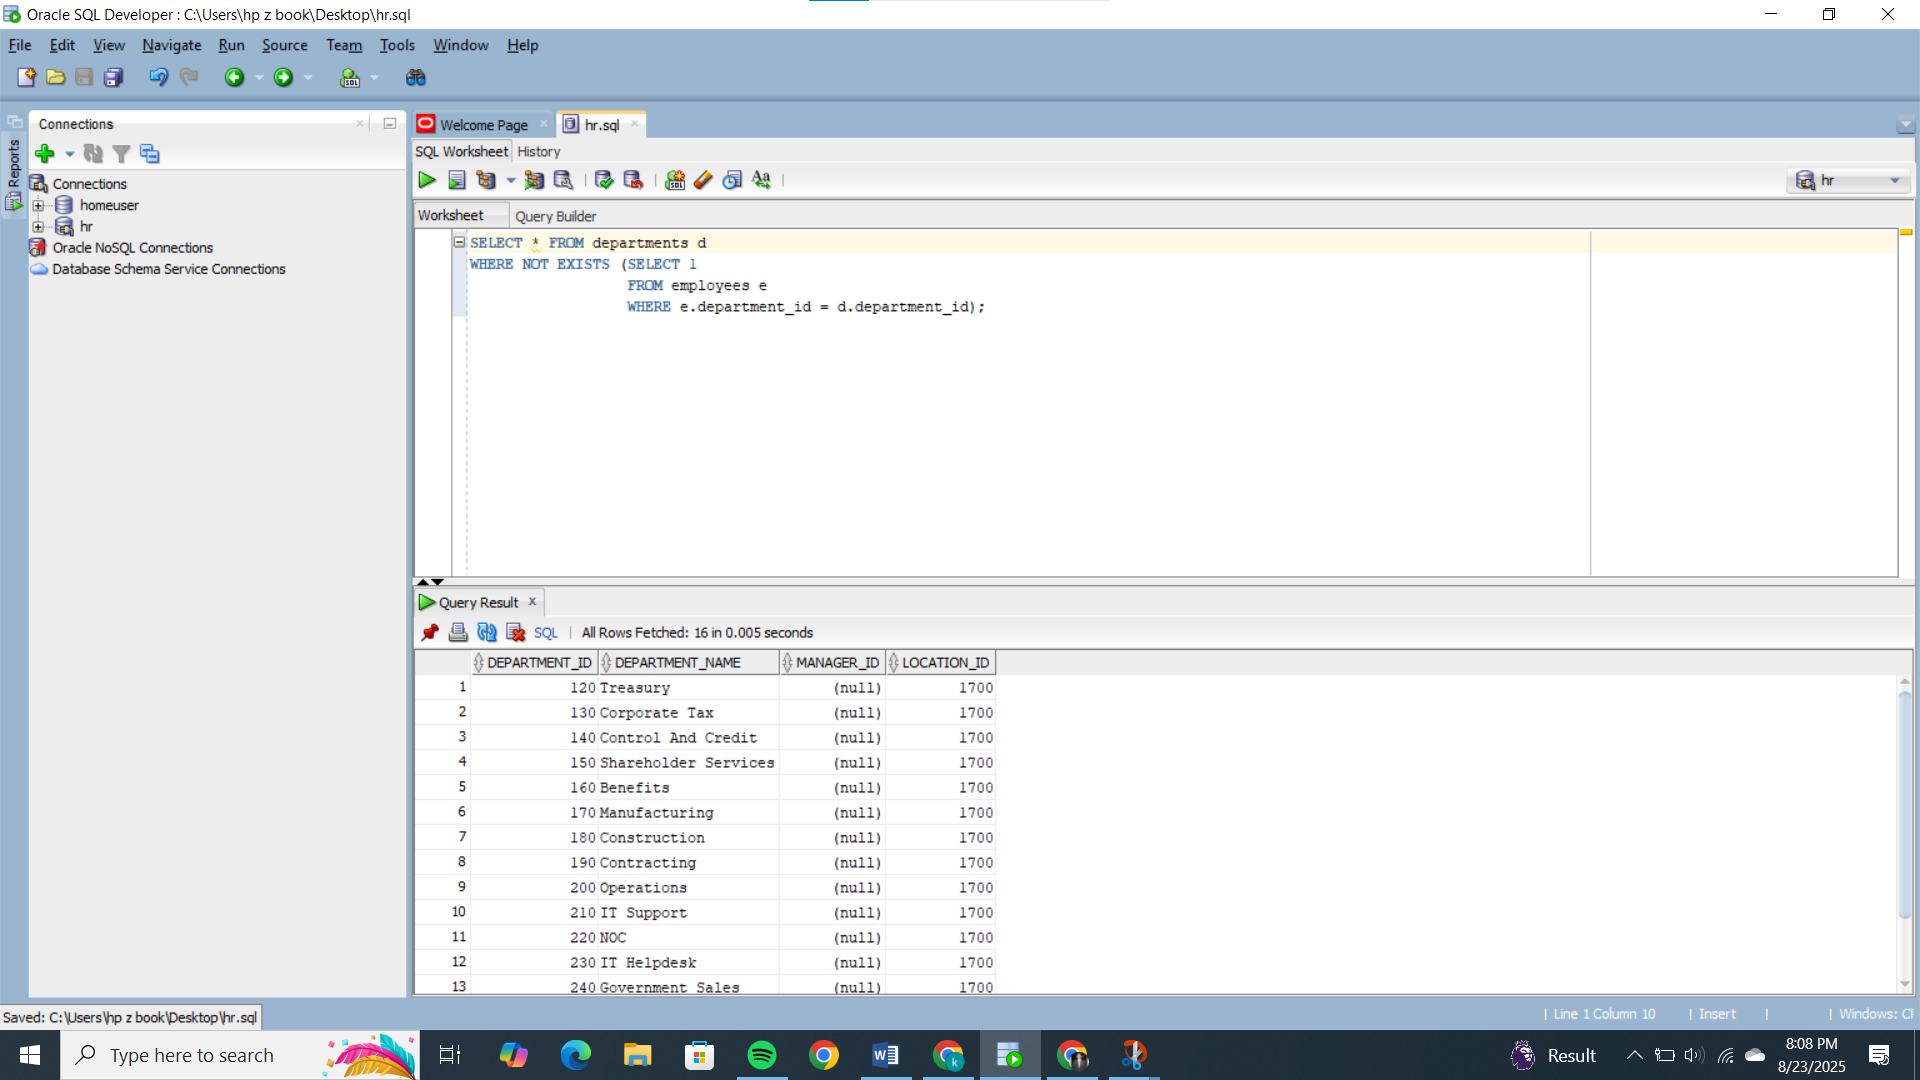 Oracle SQL Developer : C:\Users\hp z book\Desktop\hr.sql
File Edit View Navigate Run Source Team Tools Window Help
Reports
Connections
Connections
homeuser
hr
Oracle NoSQL Connections
Database Schema Service Connections
Welcome Page
hr.sql
SQL Worksheet History
hr
Worksheet Query Builder
SELECT * FROM departments d
WHERE NOT EXISTS (SELECT 1
FROM employees e
WHERE e.department_id = d.department_id);
Query Result
SQL | All Rows Fetched: 16 in 0.005 seconds
DEPARTMENT_ID DEPARTMENT_NAME MANAGER_ID LOCATION_ID
1 120 Treasury (null) 1700
2 130 Corporate Tax (null) 1700
3 140 Control And Credit (null) 1700
4 150 Shareholder Services (null) 1700
5 160 Benefits (null) 1700
6 170 Manufacturing (null) 1700
7 180 Construction (null) 1700
8 190 Contracting (null) 1700
9 200 Operations (null) 1700
10 210 IT Support (null) 1700
11 220 NOC (null) 1700
12 230 IT Helpdesk (null) 1700
13 240 Government Sales (null) 1700
Saved: C:\Users\hp z book\Desktop\hr.sql
| Line 1 Column 10 | Insert | | Windows: CF
Type here to search
Result
8:08 PM
8/23/2025